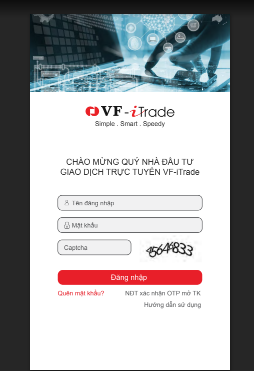 VF-iTrade
Simple . Smart . Speedy
CHÀO MỪNG QUÝ NHÀ ĐẦU TƯ
GIAO DỊCH TRỰC TUYẾN VF-iTrade
Tên đăng nhập
Mật khẩu
Captcha
45644833
Đăng nhập
Quên mật khẩu?
NĐT xác nhận OTP mở TK
Hướng dẫn sử dụng